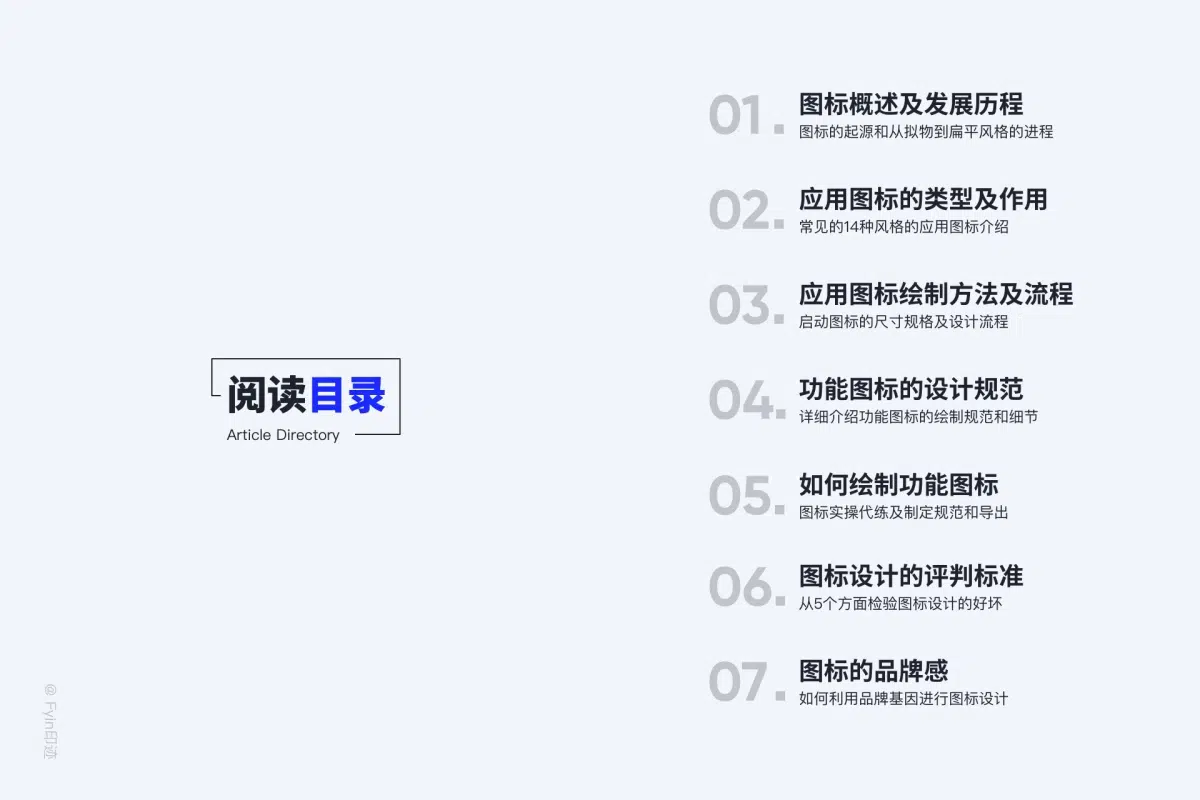 阅读目录
Article Directory
01.
图标概述及发展历程
图标的起源和从拟物到扁平风格的进程
02.
应用图标的类型及作用
常见的14种风格的应用图标介绍
03.
应用图标绘制方法及流程
启动图标的尺寸规格及设计流程
04.
功能图标的设计规范
详细介绍功能图标的绘制规范和细节
05.
如何绘制功能图标
图标实操代练及制定规范和导出
06.
图标设计的评判标准
从5个方面检验图标设计的好坏
07.
图标的品牌感
如何利用品牌基因进行图标设计
@ Fyin印迹